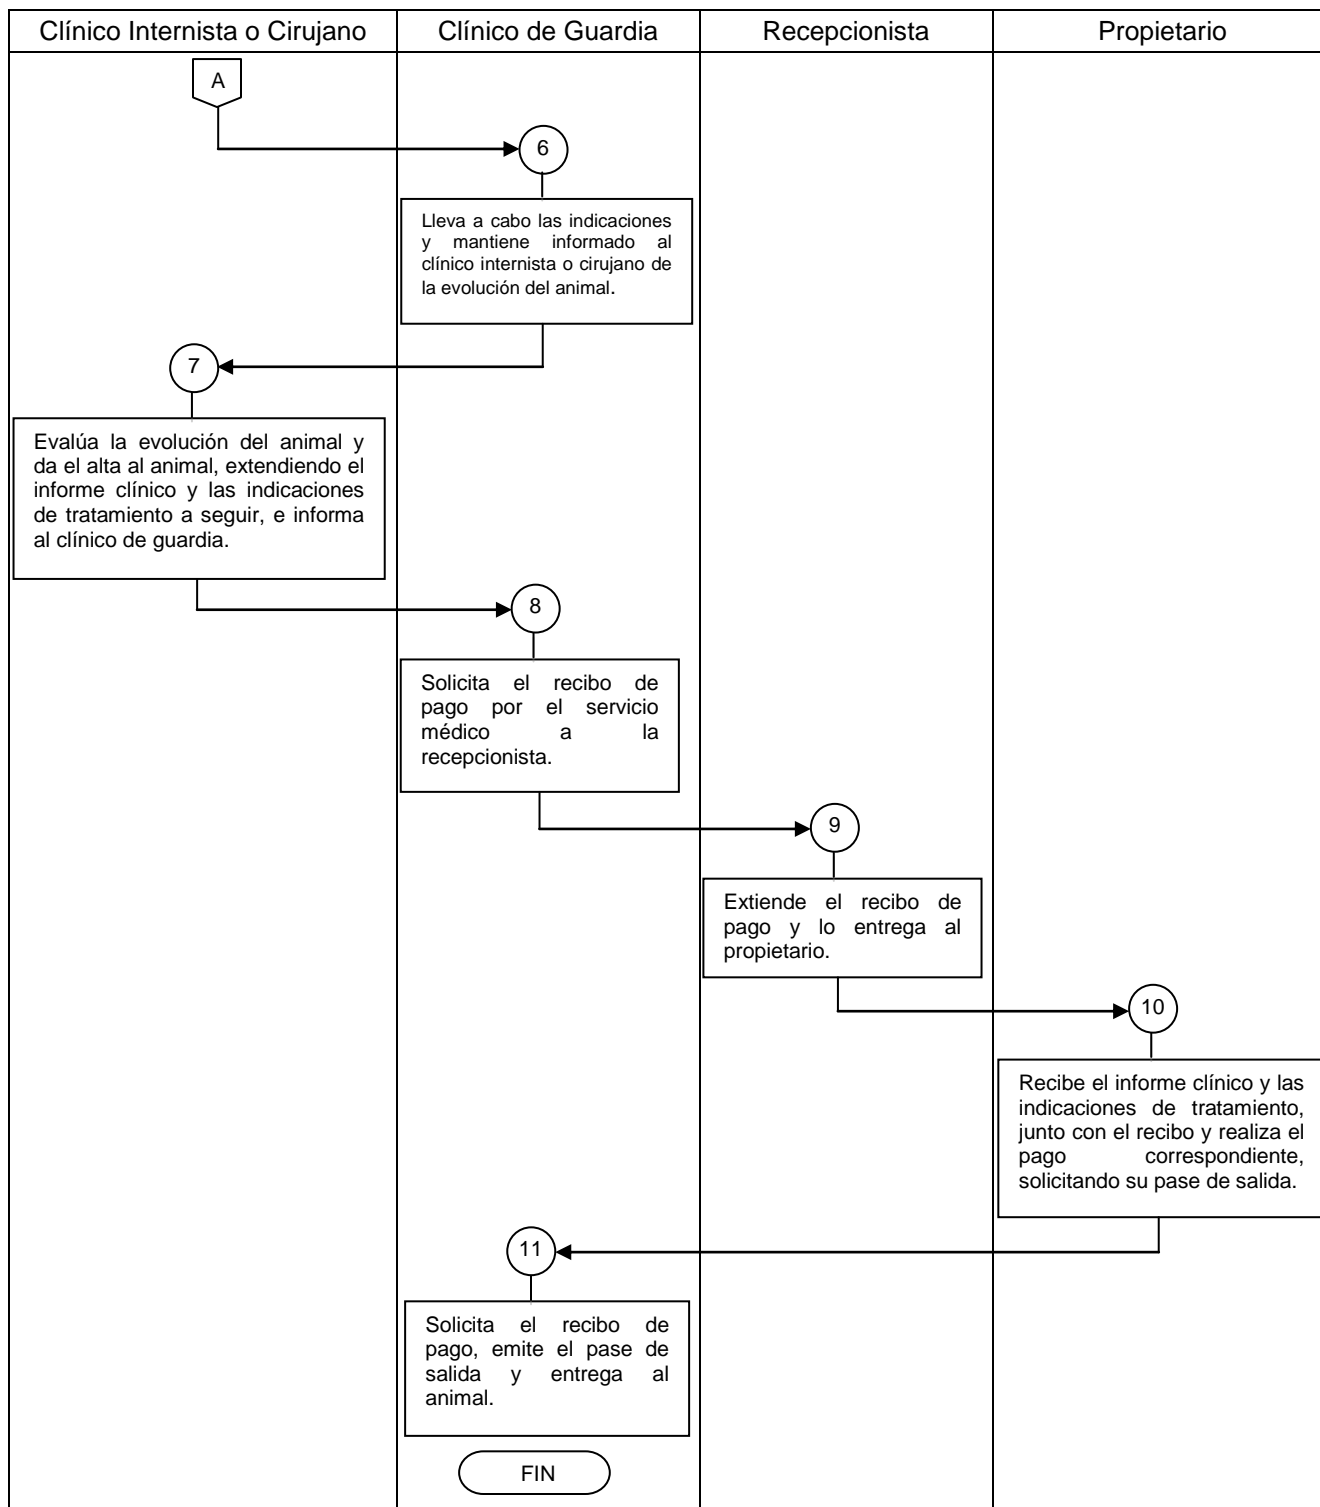 Clínico Internista o Cirujano
Clínico de Guardia
Recepcionista
Propietario
A
6
Lleva a cabo las indicaciones
y mantiene informado al
clínico internista o cirujano de
la evolución del animal.
7
Evalúa la evolución del animal y
da el alta al animal, extendiendo el
informe clínico y las indicaciones
de tratamiento a seguir, e informa
al clínico de guardia.
8
Solicita el recibo de
pago por el servicio
médico a la
recepcionista.
9
Extiende el recibo de
pago y lo entrega al
propietario.
10
Recibe el informe clínico y las
indicaciones de tratamiento,
junto con el recibo y realiza el
pago correspondiente,
solicitando su pase de salida.
11
Solicita el recibo de
pago, emite el pase de
salida y entrega al
animal.
FIN